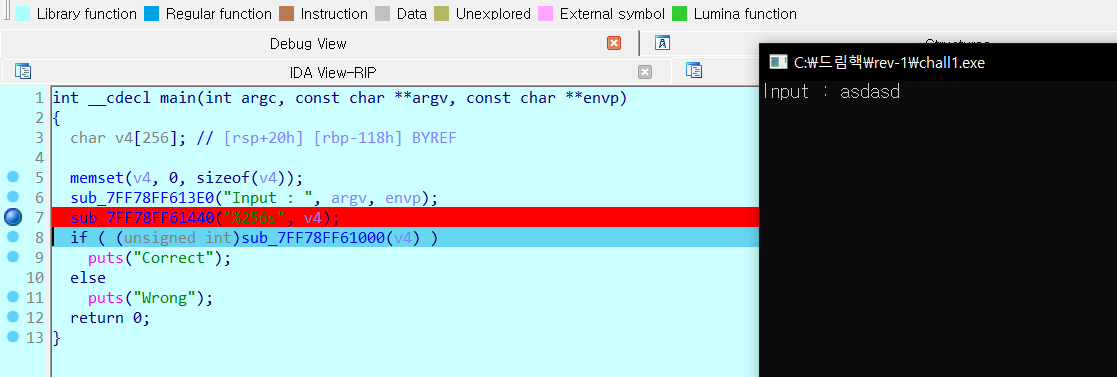 Library function Regular function Instruction Data Unexplored External symbol Lumina function
Debug View
IDA View-RIP
C:₩드림핵₩rev-1₩chall1.exe
Input : asdasd
1 int __cdecl main(int argc, const char **argv, const char **envp)
2 {
3 char v4[256]; // [rsp+20h] [rbp-118h] BYREF
4
5 memset(v4, 0, sizeof(v4));
6 sub_7FF78FF613E0("Input : ", argv, envp);
7 sub_7FF78FF61440("%256s", v4);
8 if ( (unsigned int)sub_7FF78FF61000(v4) )
9 puts("Correct");
10 else
11 puts("Wrong");
12 return 0;
13 }